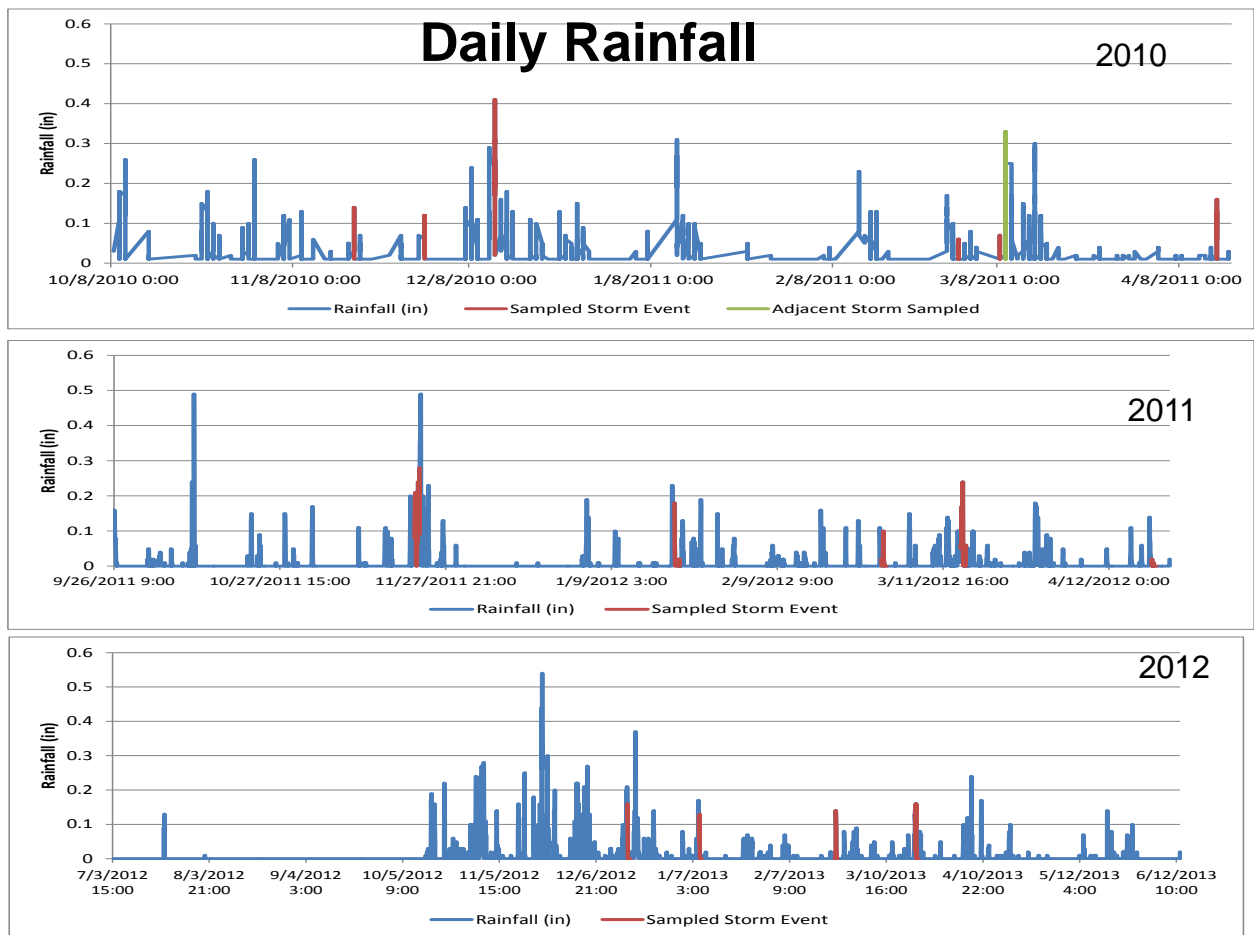 Daily Rainfall
2010
Rainfall (in)
0.6
0.5
0.4
0.3
0.2
0.1
0
10/8/2010 0:00 11/8/2010 0:00 12/8/2010 0:00 1/8/2011 0:00 2/8/2011 0:00 3/8/2011 0:00 4/8/2011 0:00
Rainfall (in) Sampled Storm Event Adjacent Storm Sampled
2011
Rainfall (in)
0.6
0.5
0.4
0.3
0.2
0.1
0
9/26/2011 9:00 10/27/2011 15:00 11/27/2011 21:00 1/9/2012 3:00 2/9/2012 9:00 3/11/2012 16:00 4/12/2012 0:00
Rainfall (in) Sampled Storm Event
2012
Rainfall (in)
0.6
0.5
0.4
0.3
0.2
0.1
0
7/3/2012 8/3/2012 9/4/2012 10/5/2012 11/5/2012 12/6/2012 1/7/2013 2/7/2013 3/10/2013 4/10/2013 5/12/2013 6/12/2013
15:00 21:00 3:00 9:00 15:00 21:00 3:00 9:00 16:00 22:00 4:00 10:00
Rainfall (in) Sampled Storm Event